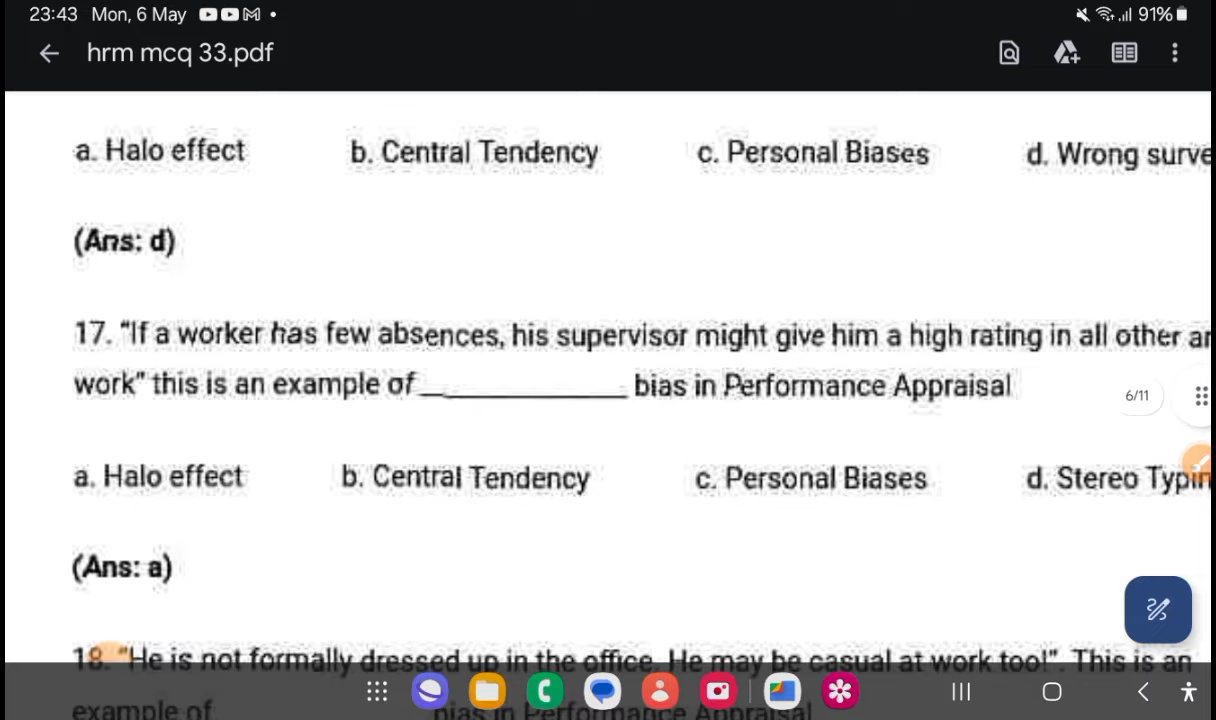 23:43 Mon, 6 May
91%
hrm mcq 33.pdf
a. Halo effect b. Central Tendency c. Personal Biases d. Wrong surve
(Ans: d)
17. “If a worker has few absences, his supervisor might give him a high rating in all other ar
work” this is an example of____________ bias in Performance Appraisal
6/11
a. Halo effect b. Central Tendency c. Personal Biases d. Stereo Typin
(Ans: a)
18. “He is not formally dressed up in the office. He may be casual at work too!”. This is an
example of bias in Performance Appraisal